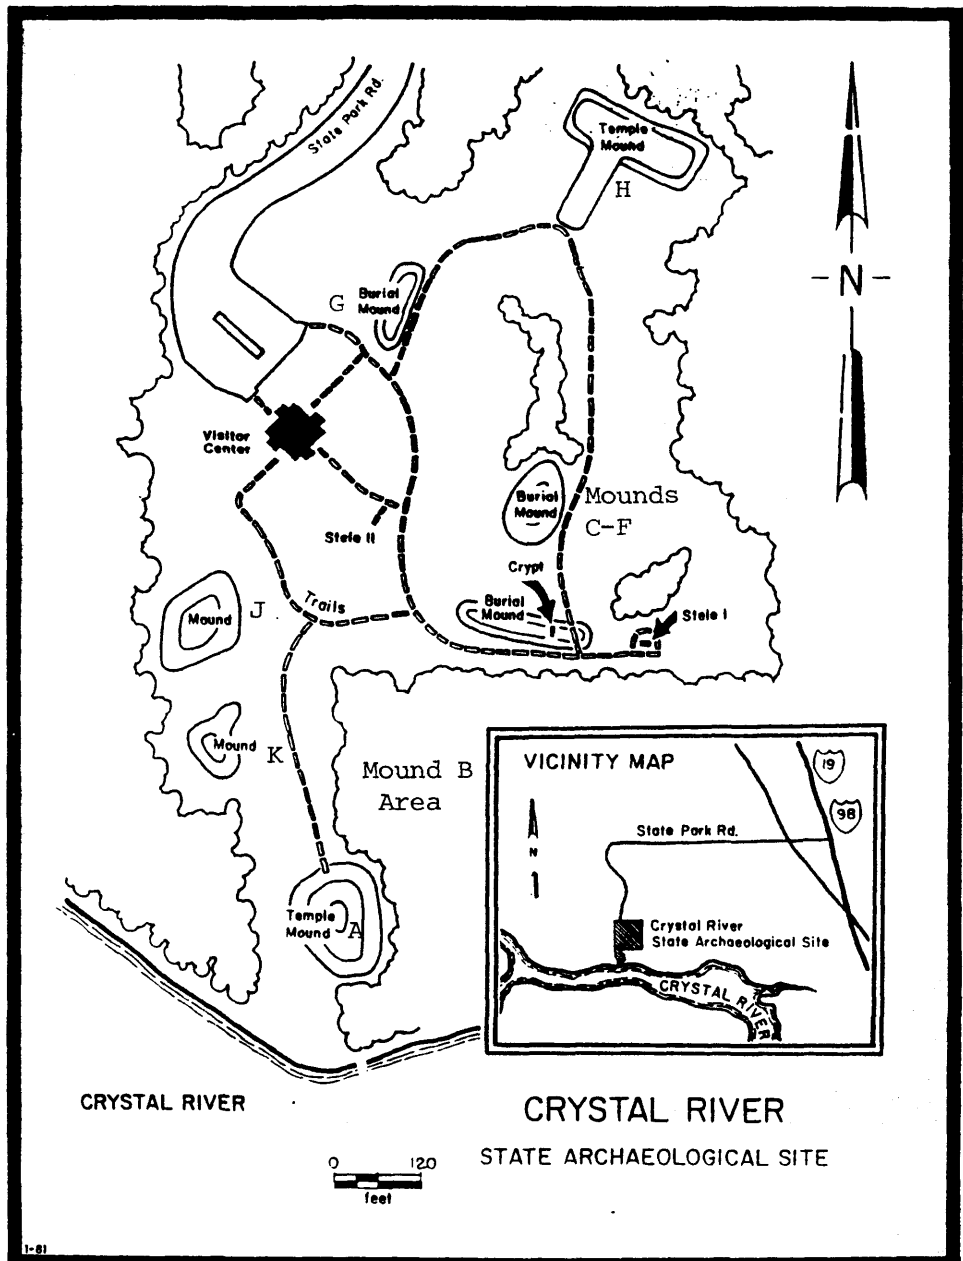 State Park Rd.
Temple
Mound
H
N
G
Burial
Mound
Visitor
Center
Burial
Mound
Mounds
C-F
Stele II
Crypt
Burial
Mound
Stele I
Trails
J
Mound
Mound
K
Mound B
Area
Temple
Mound
A
VICINITY MAP
19
98
State Park Rd.
N
Crystal River
State Archaeological Site
CRYSTAL RIVER
CRYSTAL RIVER
CRYSTAL RIVER
STATE ARCHAEOLOGICAL SITE
0 120
feet
1-81